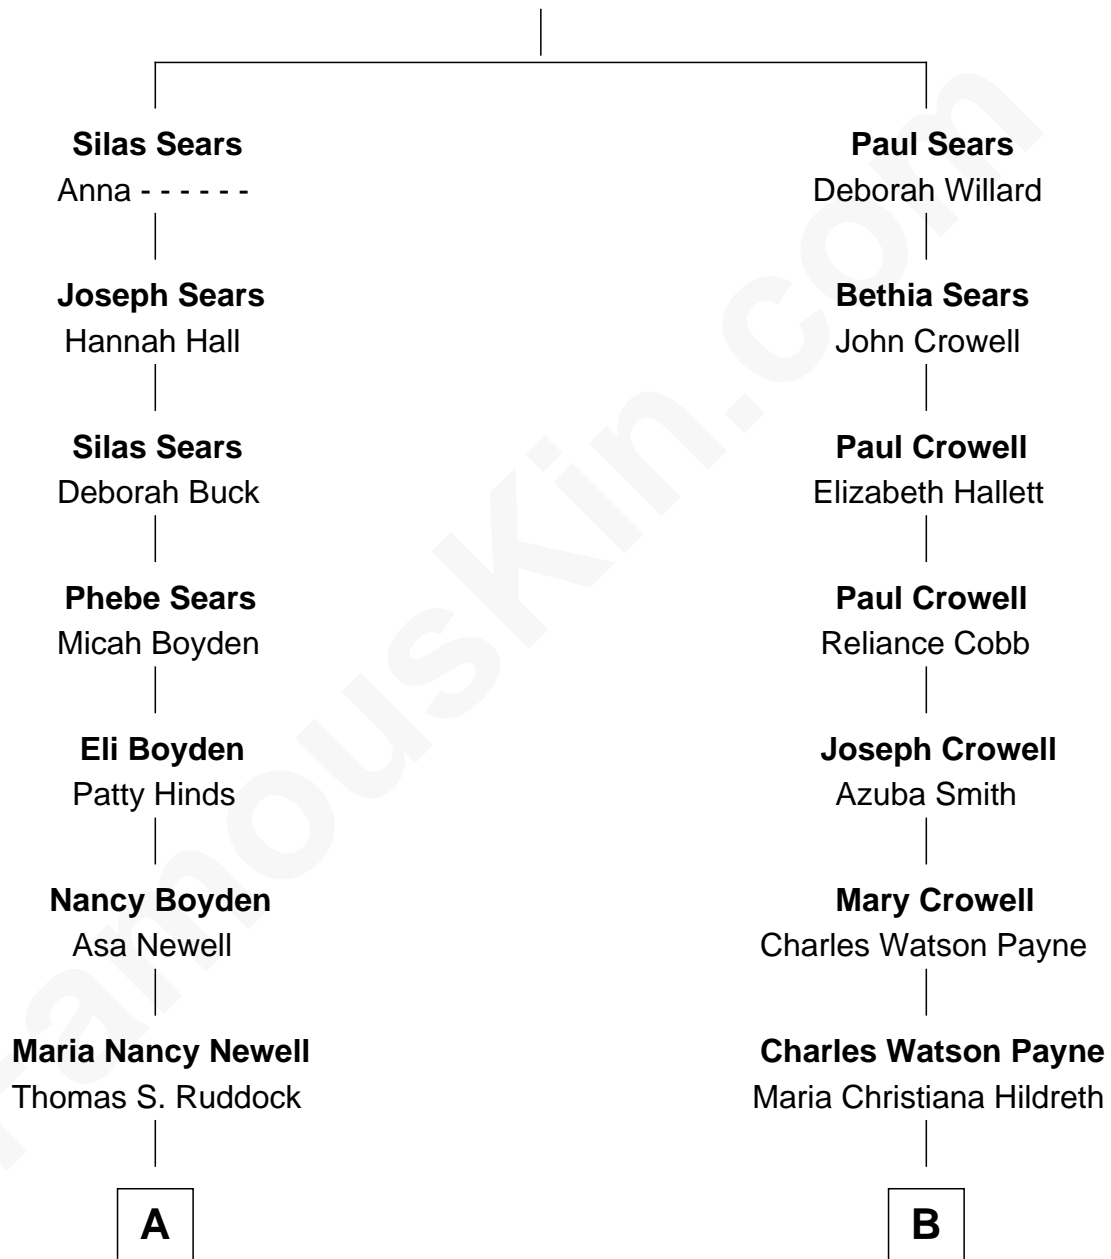 Silas Sears
Anna - - - - - -
Joseph Sears
Hannah Hall
Silas Sears
Deborah Buck
Phebe Sears
Micah Boyden
Eli Boyden
Patty Hinds
Nancy Boyden
Asa Newell
Maria Nancy Newell
Thomas S. Ruddock
A
Paul Sears
Deborah Willard
Bethia Sears
John Crowell
Paul Crowell
Elizabeth Hallett
Paul Crowell
Reliance Cobb
Joseph Crowell
Azuba Smith
Mary Crowell
Charles Watson Payne
Charles Watson Payne
Maria Christiana Hildreth
B
FamousKin.com